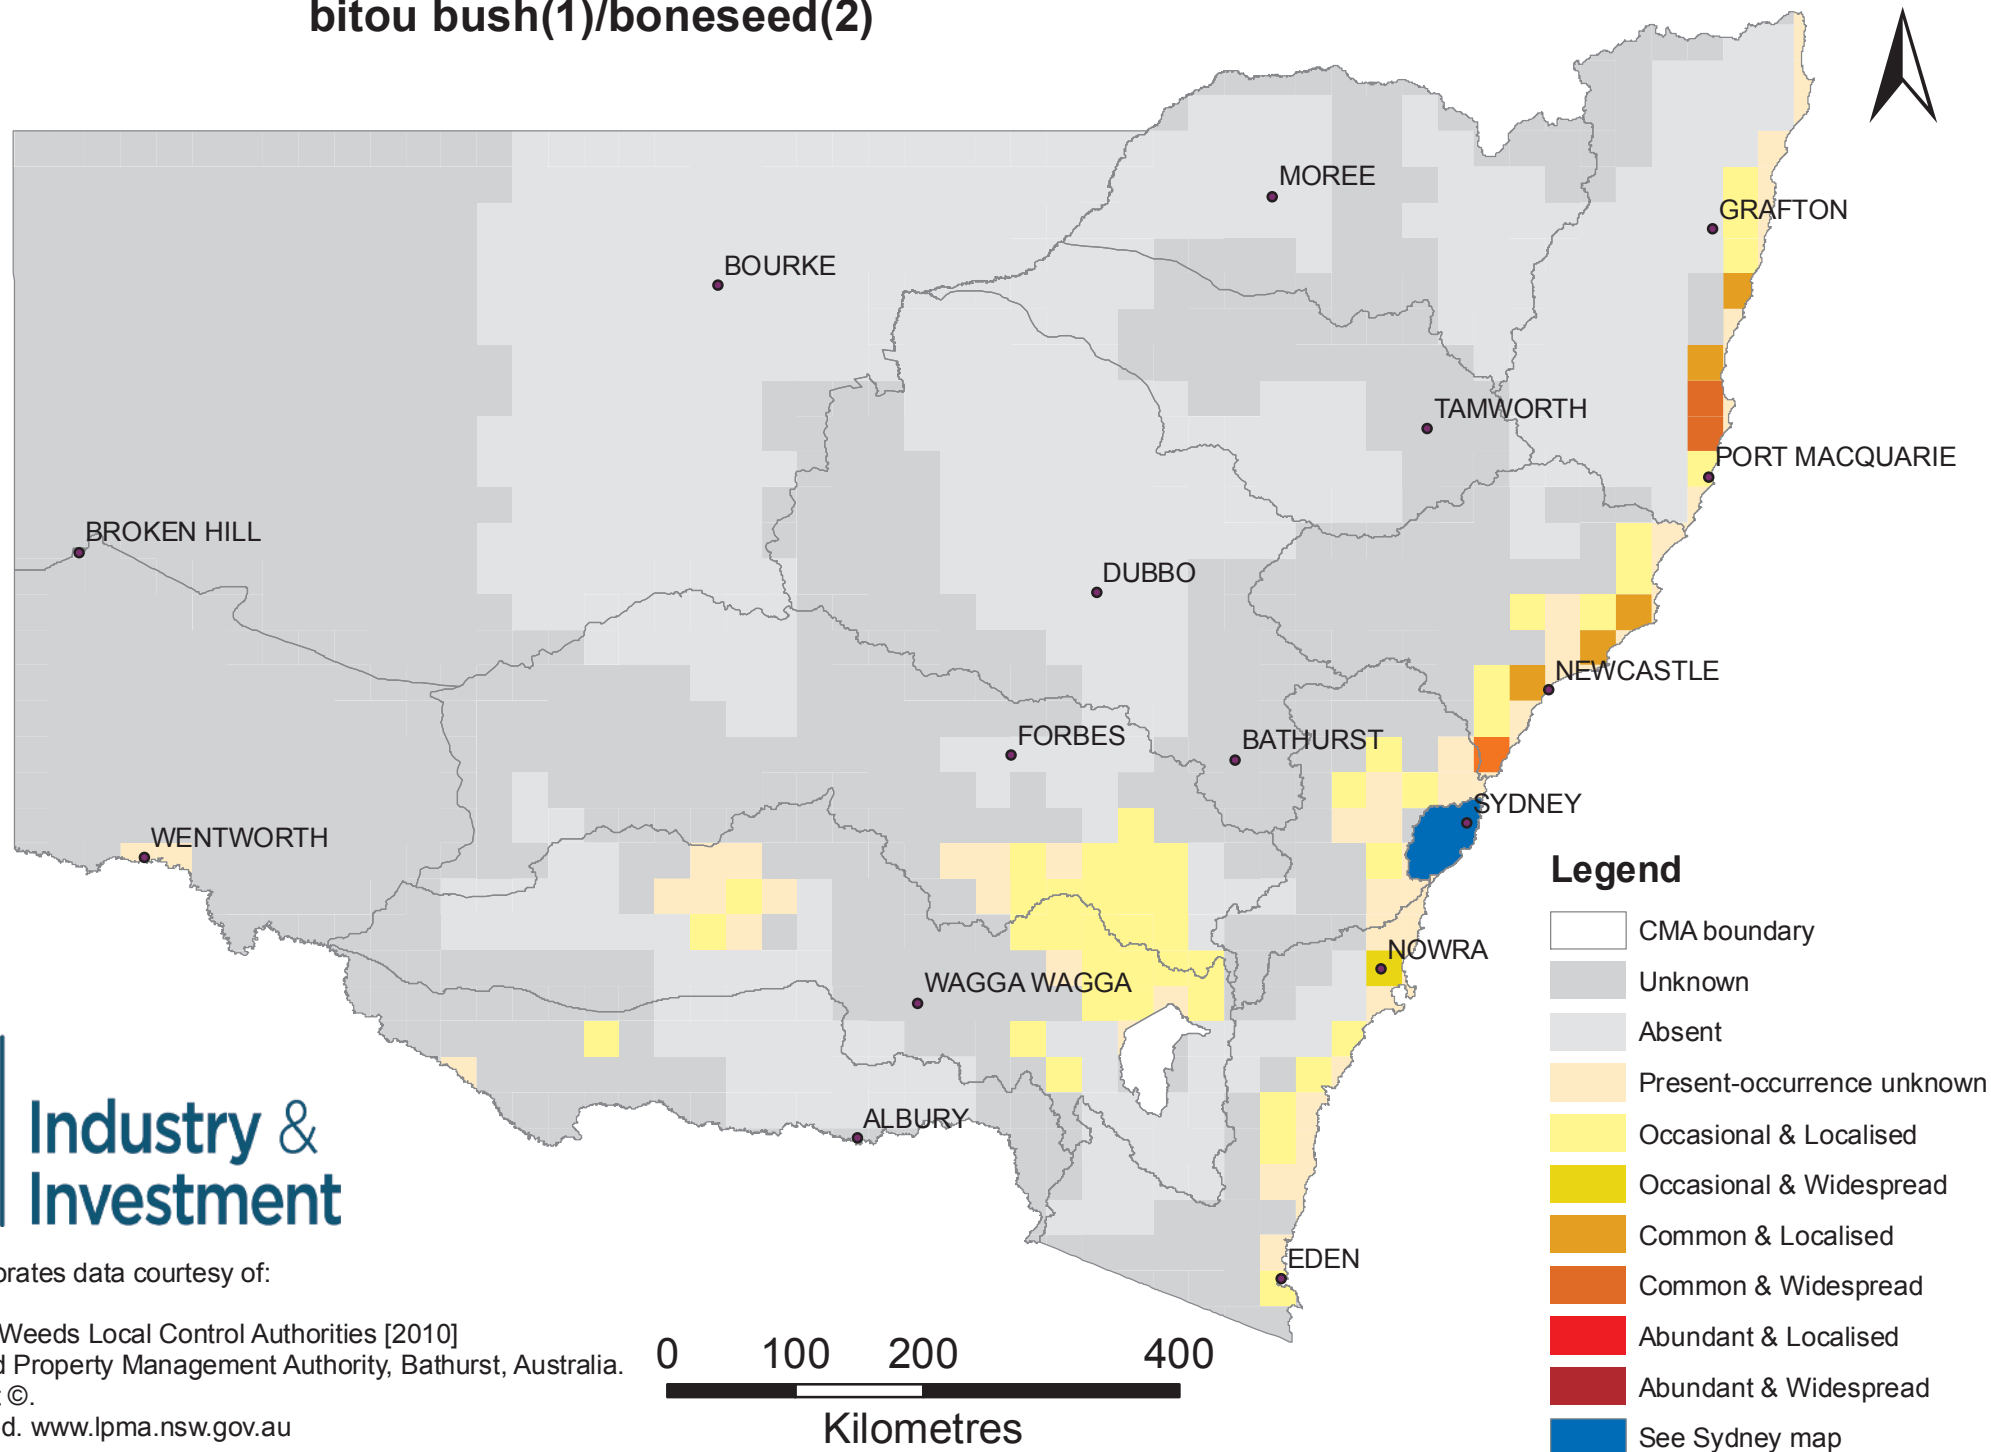 bitou bush(1)/boneseed(2)
MOREE
GRAFTON
BOURKE
TAMWORTH
PORT MACQUARIE
BROKEN HILL
DUBBO
NEWCASTLE
FORBES
BATHURST
SYDNEY
WENTWORTH
NOWRA
WAGGA WAGGA
ALBURY
EDEN
Legend
CMA boundary
Unknown
Absent
Present-occurrence unknown
Occasional & Localised
Occasional & Widespread
Common & Localised
Common & Widespread
Abundant & Localised
Abundant & Widespread
See Sydney map
Industry &
Investment
data courtesy of:
Weeds Local Control Authorities [2010]
Property Management Authority, Bathurst, Australia.
©.
www.lpma.nsw.gov.au
0 100 200 400
Kilometres